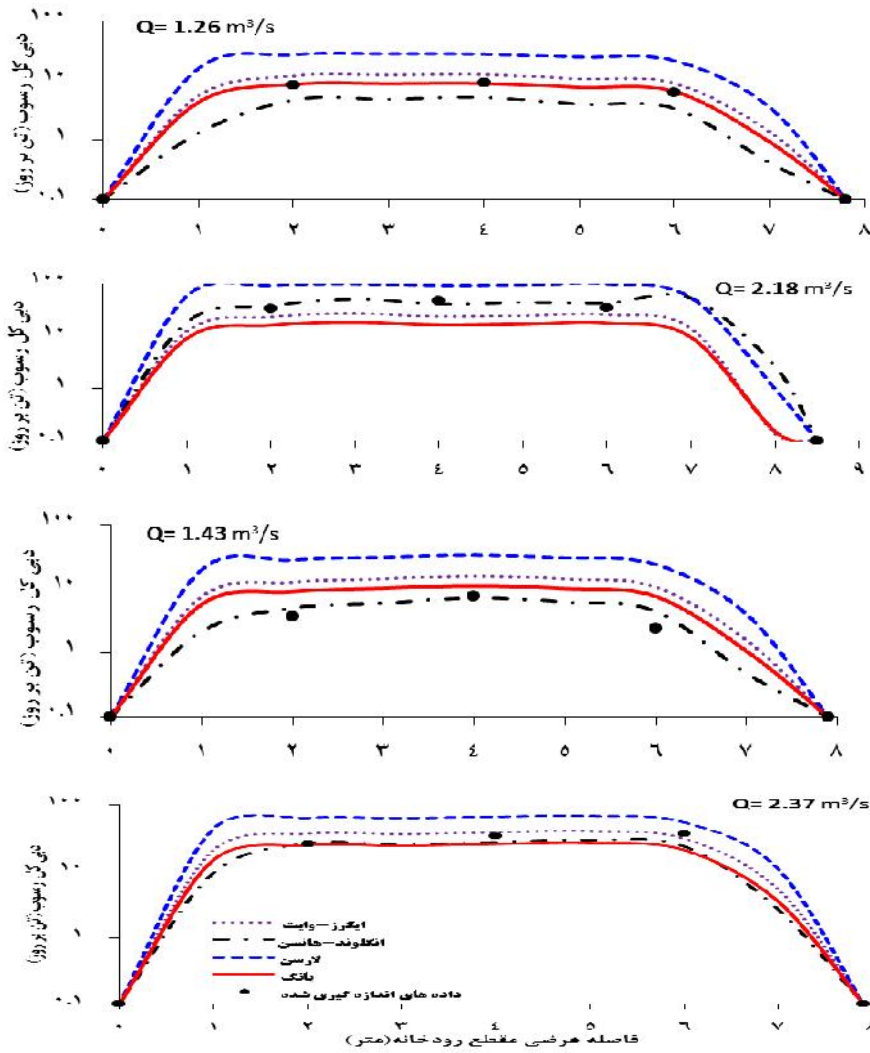 Q= 1.26 m³/s
دبی کل رسوب (تن بر روز)
۱۰۰
۱۰
۱
۰.۱
۰ ۱ ۲ ۳ ٤ ٥ ٦ ۷ ۸
Q= 2.18 m³/s
دبی کل رسوب (تن بر روز)
۱۰۰
۱۰
۱
۰.۱
۰ ۱ ۲ ۳ ٤ ٥ ٦ ۷ ۸ ۹
Q= 1.43 m³/s
دبی کل رسوب (تن بر روز)
۱۰۰
۱۰
۱
۰.۱
۰ ۱ ۲ ۳ ٤ ٥ ٦ ۷ ۸
Q= 2.37 m³/s
دبی کل رسوب (تن بر روز)
۱۰۰
۱۰
۱
۰.۱
ایکرز–وایت
انگلوند–هانسن
لارسن
یانگ
داده های اندازه گیری شده
۰ ۱ ۲ ۳ ٤ ٥ ٦ ۷ ۸
فاصله عرضی مقطع رودخانه(متر)